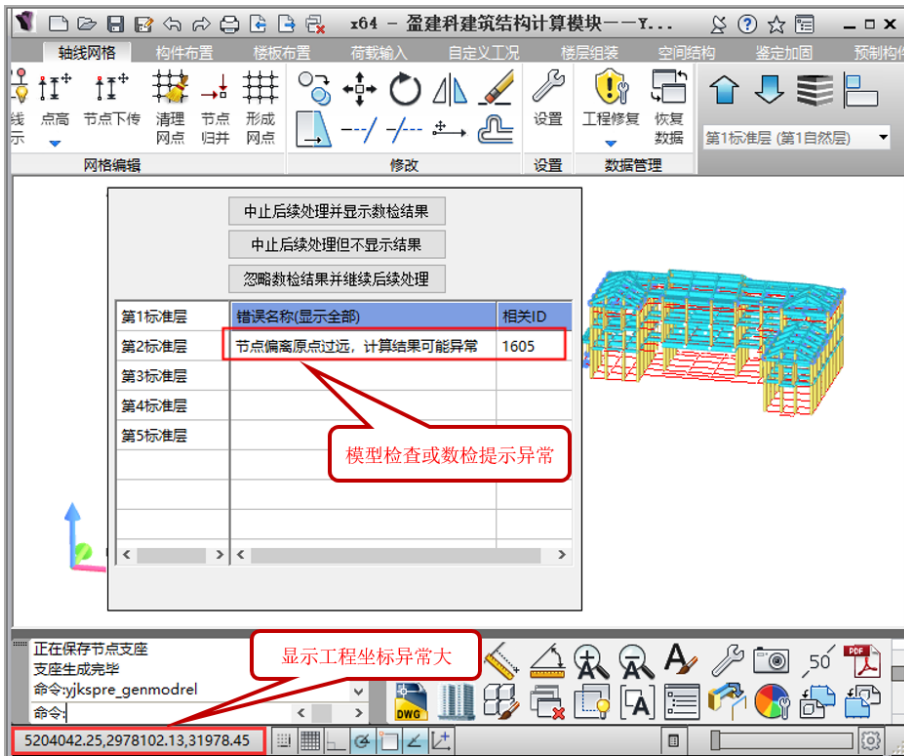 x64 - 盈建科建筑结构计算模块——Y...
轴线网格 构件布置 楼板布置 荷载输入 自定义工况 楼层组装 空间结构 鉴定加固 预制构件
线 点高 节点下传 清理 节点 形成 设置 工程修复 恢复
示 网点 归并 网点 数据
第1标准层 (第1自然层)
网格编辑 修改 设置 数据管理
中止后续处理并显示数检结果
中止后续处理但不显示结果
忽略数检结果并继续后续处理
第1标准层 错误名称(显示全部) 相关ID
第2标准层 节点偏离原点过远，计算结果可能异常 1605
第3标准层
第4标准层
第5标准层
模型检查或数检提示异常
正在保存节点支座
支座生成完毕
命令:yjkspre_genmodrel
命令:
显示工程坐标异常大
DWG
A
A
A
[A]
50
PDF
5204042.25,2978102.13,31978.45